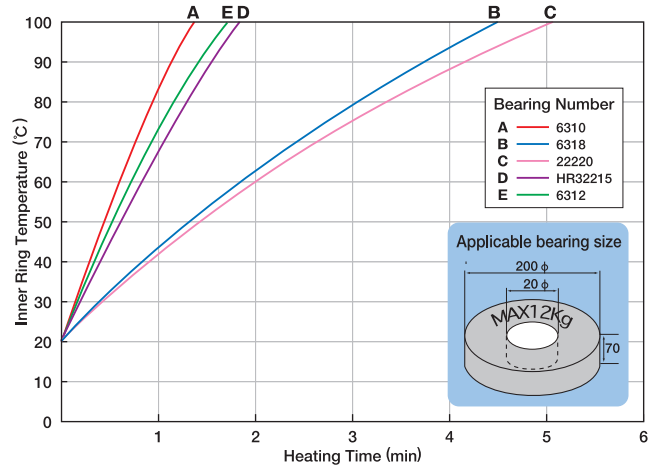 A E D B C
100
90
80
70
60
50
40
30
20
10
0
Inner Ring Temperature (℃)
1 2 3 4 5 6
Heating Time (min)
Bearing Number
A 6310
B 6318
C 22220
D HR32215
E 6312
Applicable bearing size
200 φ
20 φ
MAX12Kg
70